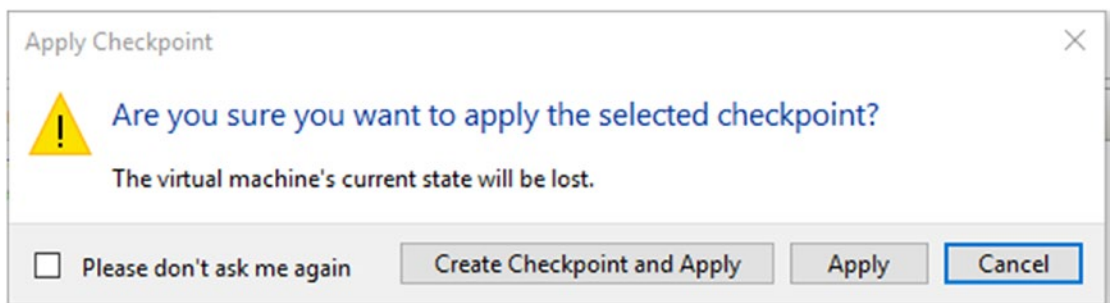 Apply Checkpoint
Are you sure you want to apply the selected checkpoint?
The virtual machine's current state will be lost.
Please don't ask me again
Create Checkpoint and Apply
Apply
Cancel